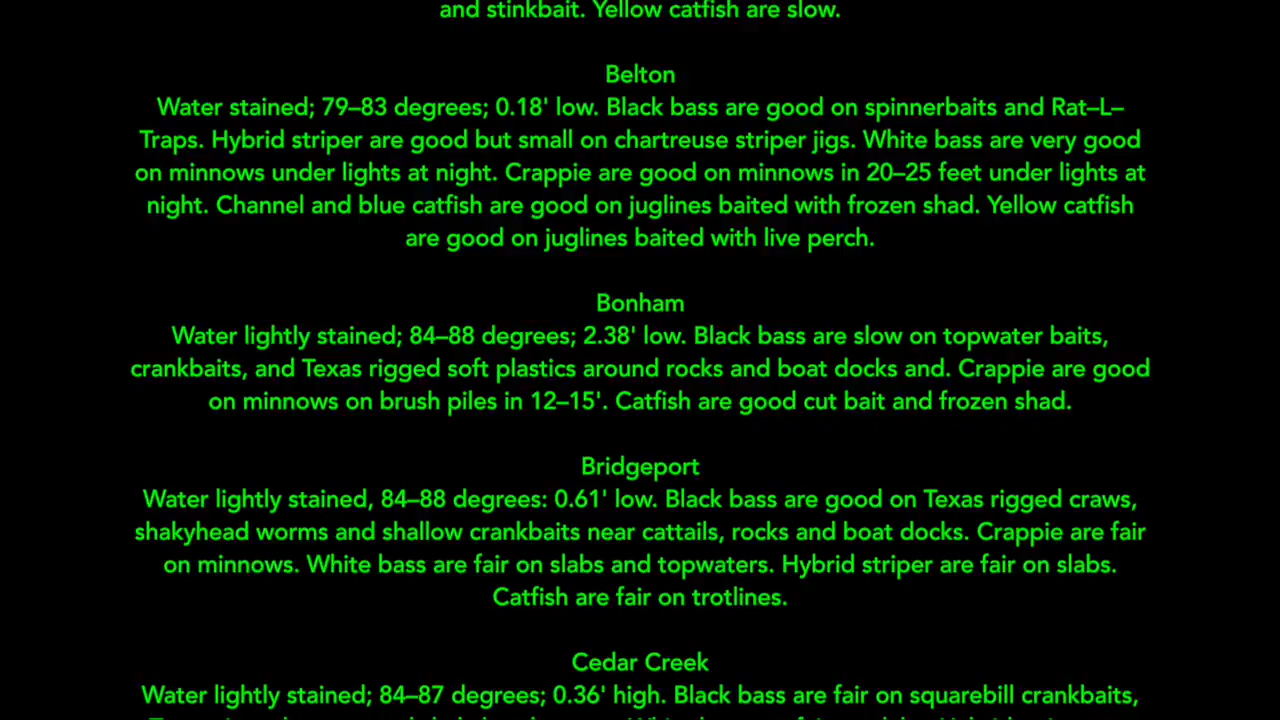 and stinkbait. Yellow catfish are slow.
Belton
Water stained; 79–83 degrees; 0.18' low. Black bass are good on spinnerbaits and Rat–L–
Traps. Hybrid striper are good but small on chartreuse striper jigs. White bass are very good
on minnows under lights at night. Crappie are good on minnows in 20–25 feet under lights at
night. Channel and blue catfish are good on juglines baited with frozen shad. Yellow catfish
are good on juglines baited with live perch.
Bonham
Water lightly stained; 84–88 degrees; 2.38' low. Black bass are slow on topwater baits,
crankbaits, and Texas rigged soft plastics around rocks and boat docks and. Crappie are good
on minnows on brush piles in 12–15'. Catfish are good cut bait and frozen shad.
Bridgeport
Water lightly stained, 84–88 degrees: 0.61' low. Black bass are good on Texas rigged craws,
shakyhead worms and shallow crankbaits near cattails, rocks and boat docks. Crappie are fair
on minnows. White bass are fair on slabs and topwaters. Hybrid striper are fair on slabs.
Catfish are fair on trotlines.
Cedar Creek
Water lightly stained; 84–87 degrees; 0.36' high. Black bass are fair on squarebill crankbaits,